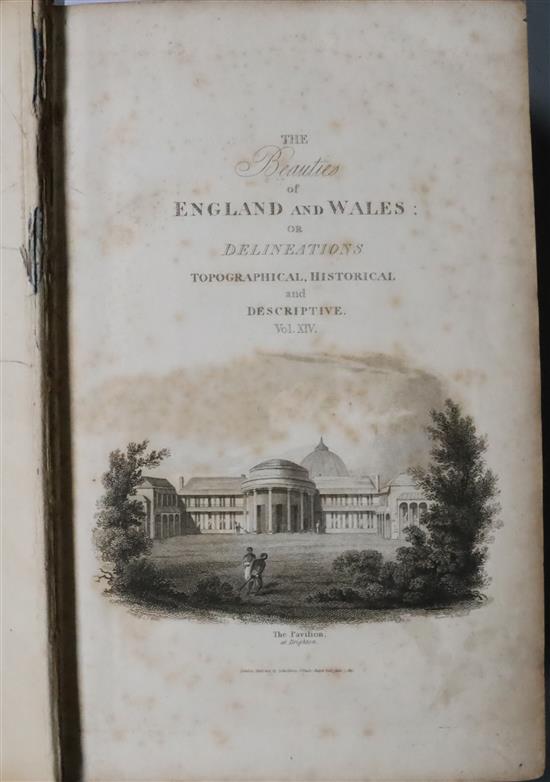 THE
Beauties
of
ENGLAND AND WALES:
OR
DELINEATIONS
TOPOGRAPHICAL, HISTORICAL
and
DESCRIPTIVE.
Vol. XIV.
The Pavilion,
at Brighton.